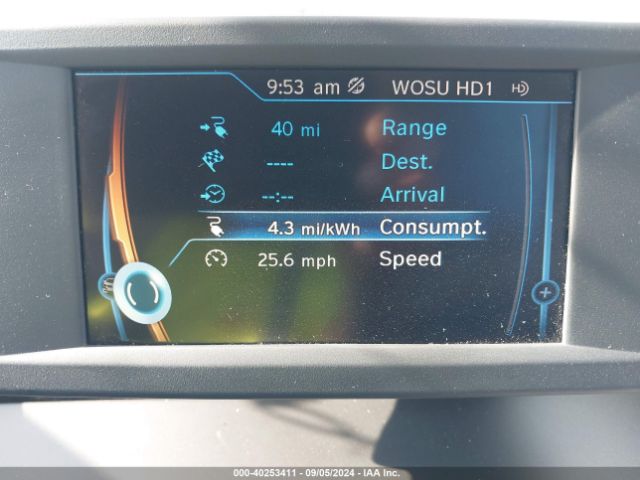 9:53 am WOSU HD1 HD
40 mi Range
---- Dest.
--:-- Arrival
4.3 mi/kWh Consumpt.
25.6 mph Speed
+
000-40253411 - 09/05/2024 - IAA Inc.